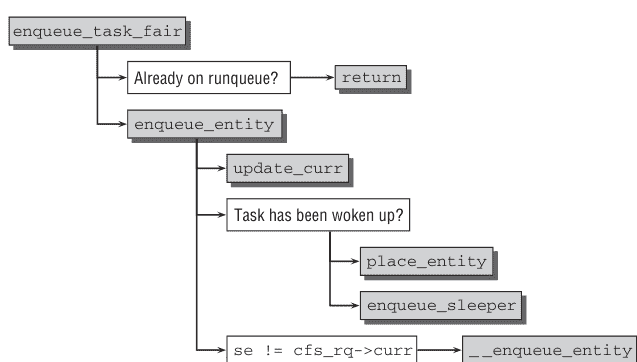 enqueue_task_fair
Already on runqueue?
return
enqueue_entity
update_curr
Task has been woken up?
place_entity
enqueue_sleeper
se != cfs_rq->curr
__enqueue_entity